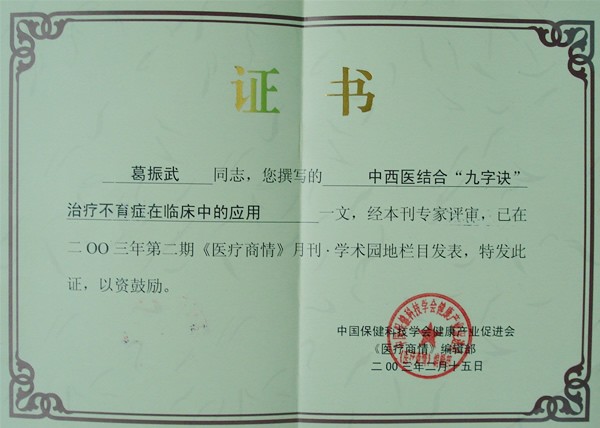 证 书
葛振武 同志，您撰写的 中西医结合“九字诀”
治疗不育症在临床中的应用 一文，经本刊专家评审，已在
二OO三年第二期《医疗商情》月刊·学术园地栏目发表，特发此
证，以资鼓励。
中国保健科技学会健康产业促进会
《医疗商情》编辑部
二OO三年二月十五日